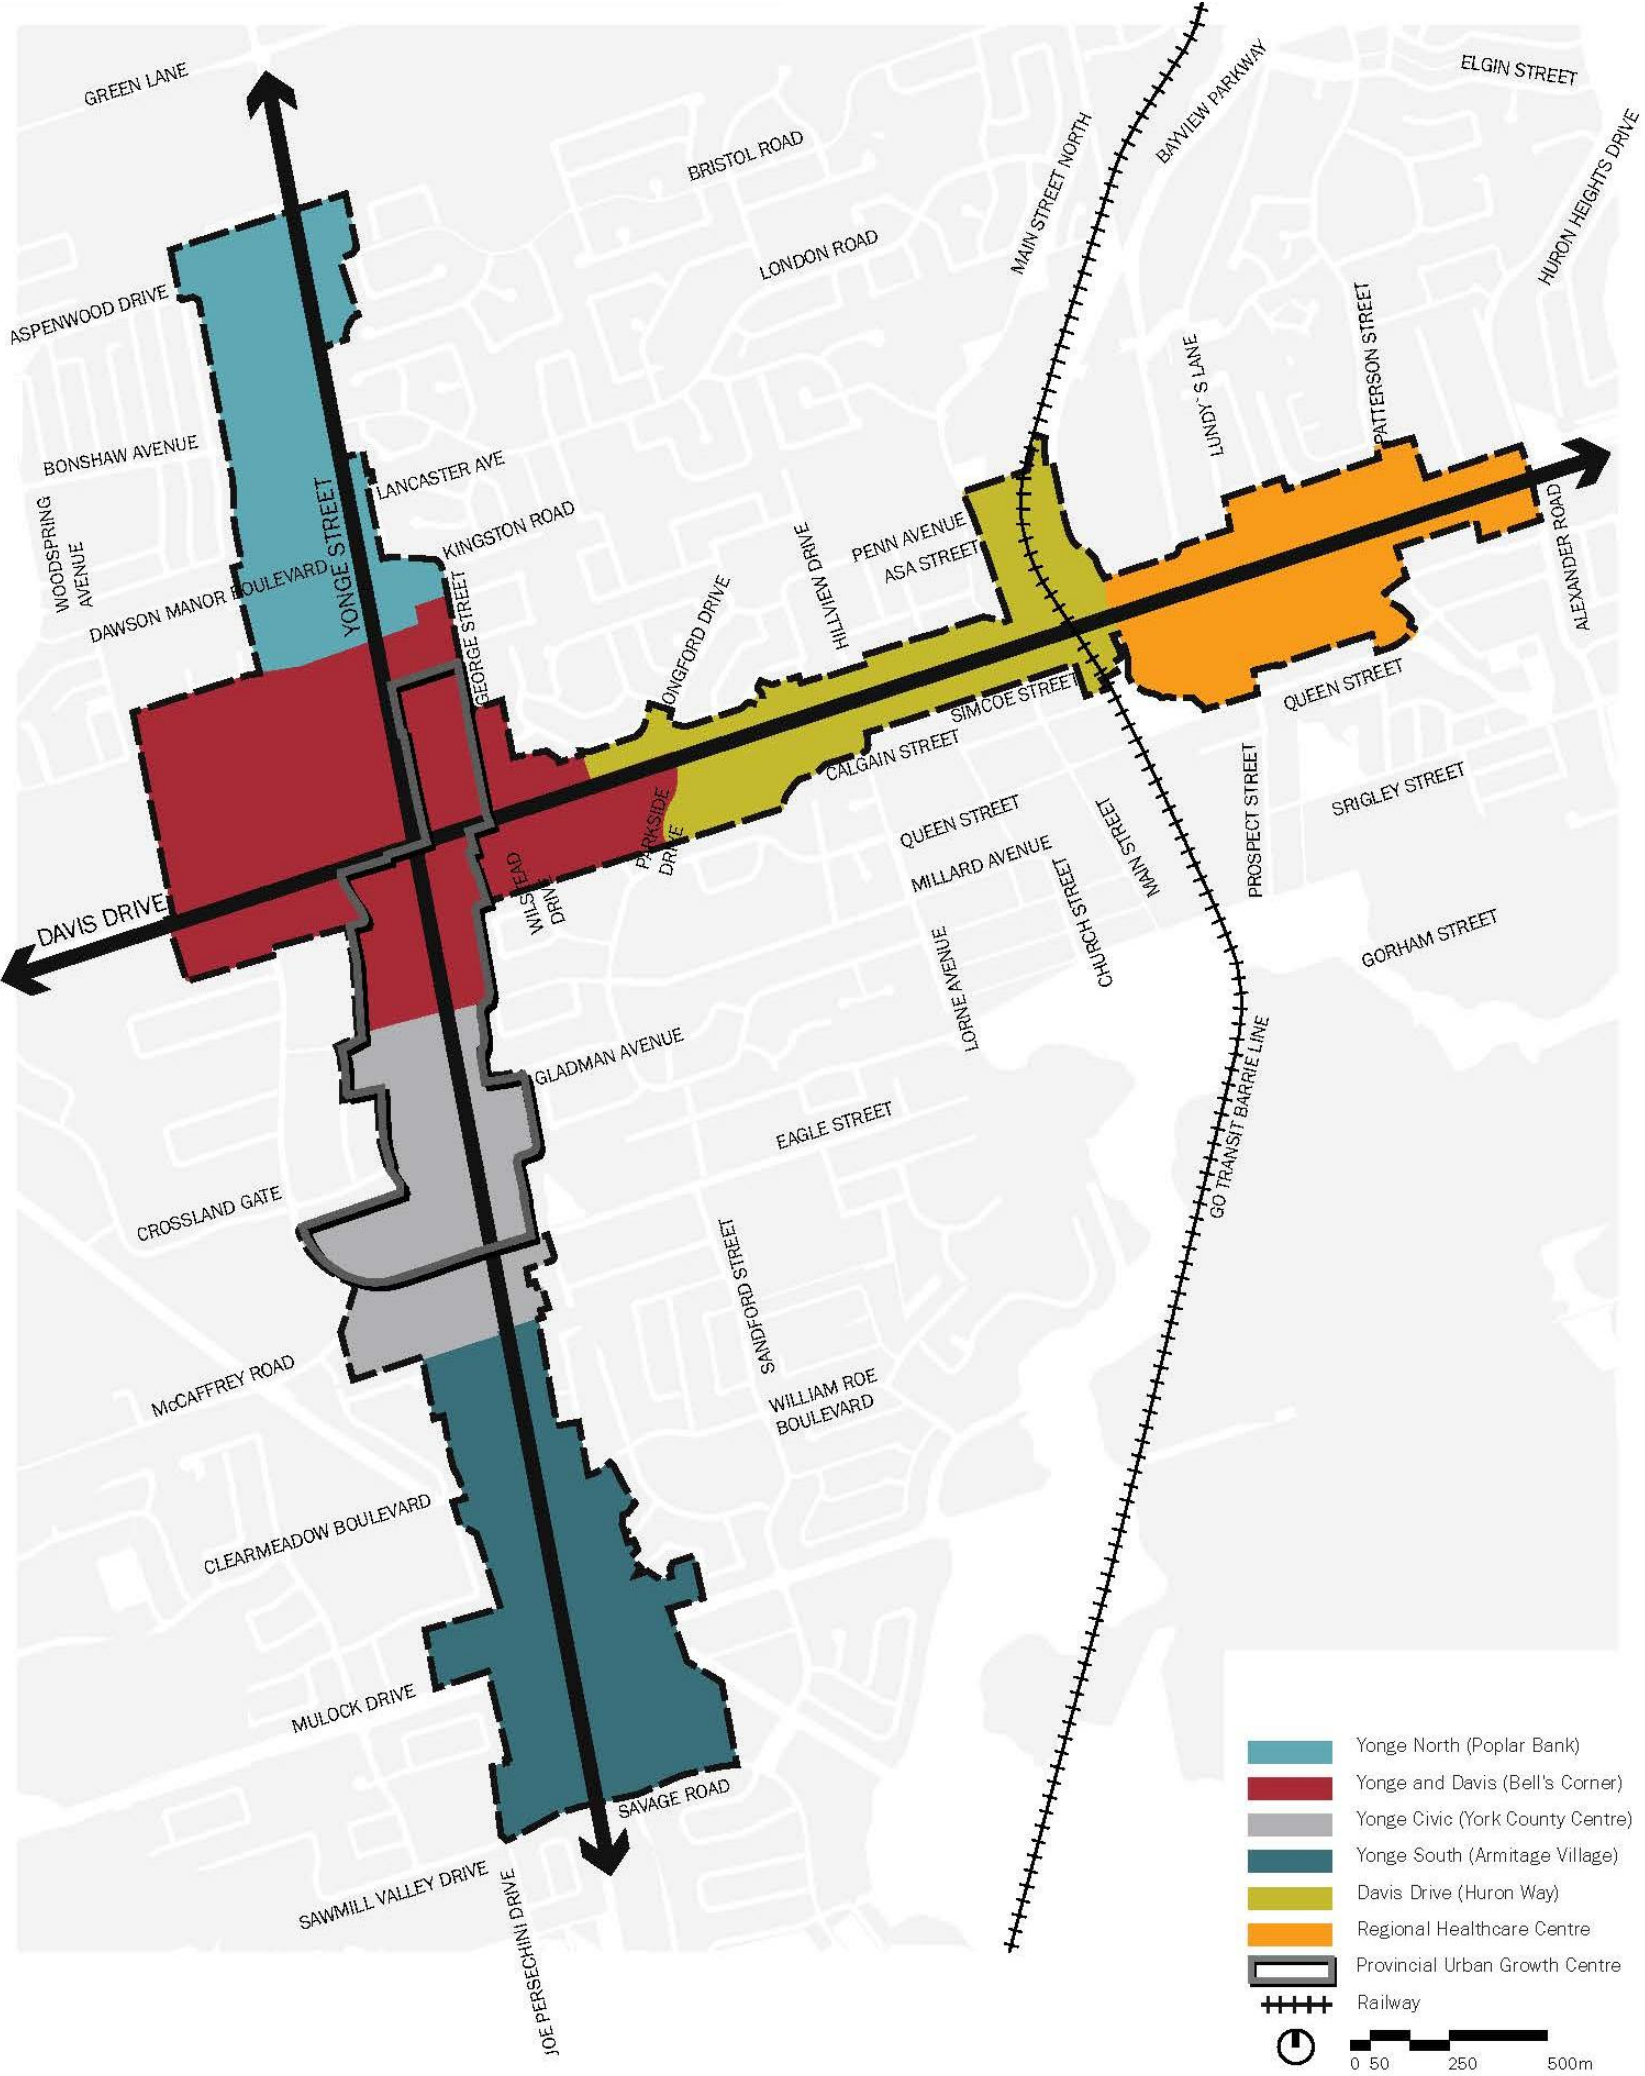 GREEN LANE
ELGIN STREET
BAYVIEW PARKWAY
MAIN STREET NORTH
BRISTOL ROAD
HURON HEIGHTS DRIVE
LONDON ROAD
ASPENWOOD DRIVE
PATTERSON STREET
LUNDY`S LANE
BONSHAW AVENUE
LANCASTER AVE
YONGE STREET
KINGSTON ROAD
WOODSPRING
AVENUE
DAWSON MANOR BOULEVARD
GEORGE STREET
LONGFORD DRIVE
HILLVIEW DRIVE
PENN AVENUE
ASA STREET
ALEXANDER ROAD
SIMCOE STREET
QUEEN STREET
CALGAIN STREET
PARKSIDE
DRIVE
QUEEN STREET
MILLARD AVENUE
MAIN STREET
CHURCH STREET
PROSPECT STREET
SRIGLEY STREET
WILSTEAD
DRIVE
DAVIS DRIVE
LORNE AVENUE
GORHAM STREET
GLADMAN AVENUE
EAGLE STREET
GO TRANSIT BARRIE LINE
CROSSLAND GATE
SANDFORD STREET
McCAFFREY ROAD
WILLIAM ROE
BOULEVARD
CLEARMEADOW BOULEVARD
MULOCK DRIVE
SAVAGE ROAD
SAWMILL VALLEY DRIVE
JOE PERSECHINI DRIVE
Yonge North (Poplar Bank)
Yonge and Davis (Bell's Corner)
Yonge Civic (York County Centre)
Yonge South (Armitage Village)
Davis Drive (Huron Way)
Regional Healthcare Centre
Provincial Urban Growth Centre
Railway
0 50 250 500m